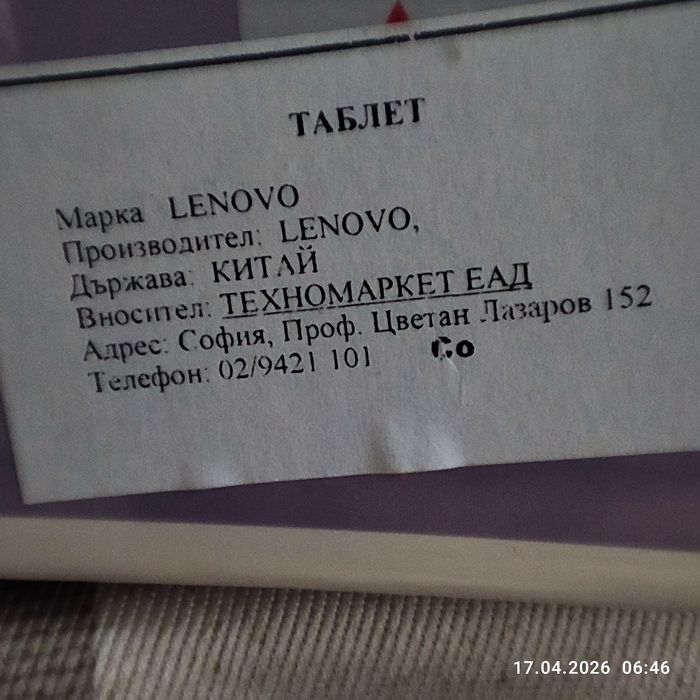 ТАБЛЕТ
Марка LENOVO
Производител: LENOVO,
Държава: КИТАЙ
Вносител: ТЕХНОМАРКЕТ ЕАД
Адрес: София, Проф. Цветан Лазаров 152
Телефон: 02/9421 101 Go
17.04.2026 06:46